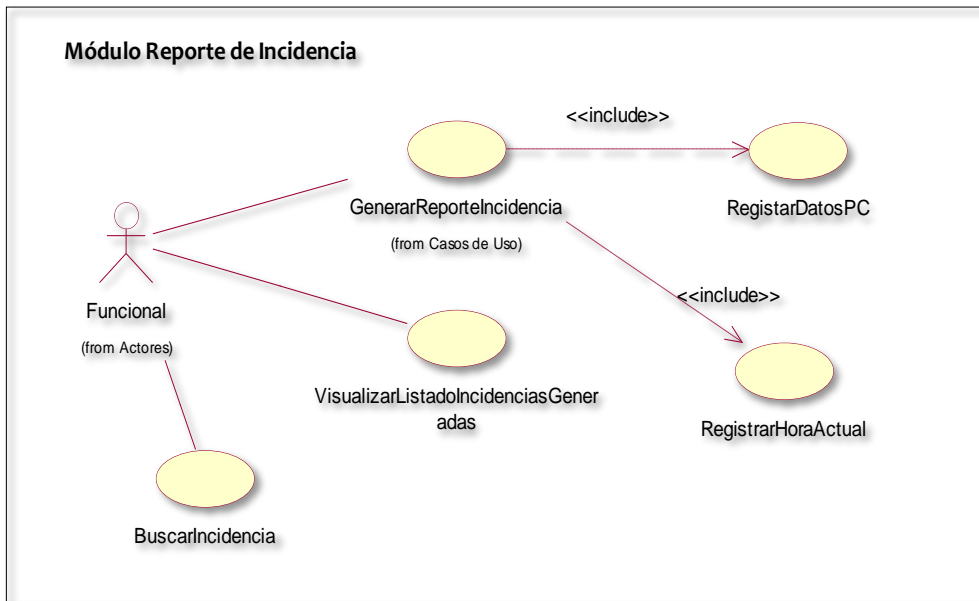 Módulo Reporte de Incidencia
<<include>>
GenerarReporteIncidencia
(from Casos de Uso)
RegistarDatosPC
Funcional
(from Actores)
<<include>>
VisualizarListadoIncidenciasGener
adas
RegistrarHoraActual
BuscarIncidencia